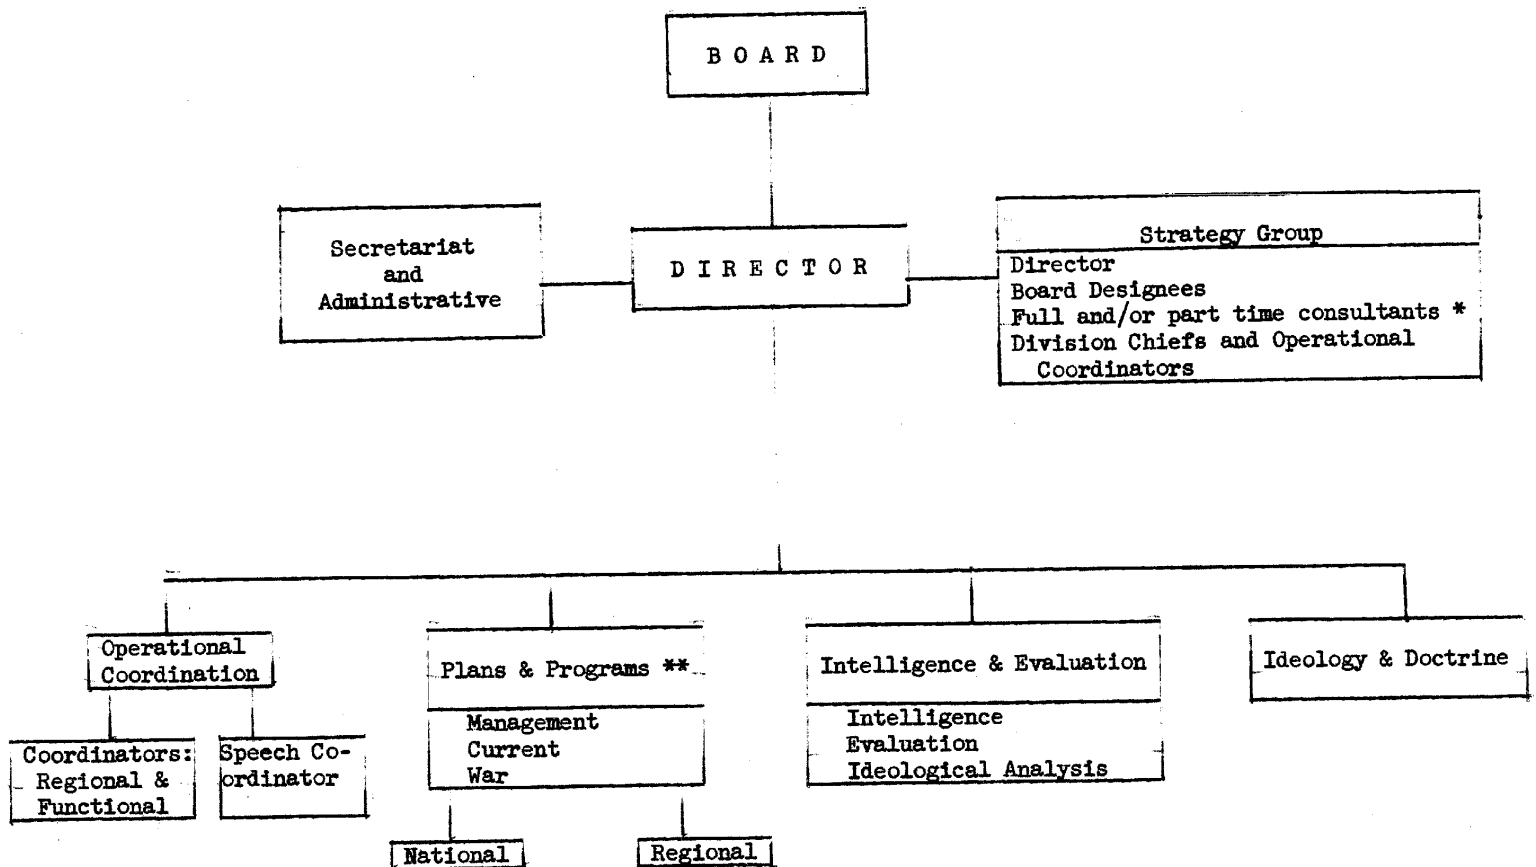 B O A R D
Secretariat
and
Administrative
D I R E C T O R
Strategy Group
Director
Board Designees
Full and/or part time consultants *
Division Chiefs and Operational
Coordinators
Operational
Coordination
Plans & Programs **
Intelligence & Evaluation
Ideology & Doctrine
Coordinators:
Regional &
Functional
Speech Co-
ordinator
Management
Current
War
Intelligence
Evaluation
Ideological Analysis
National
Regional